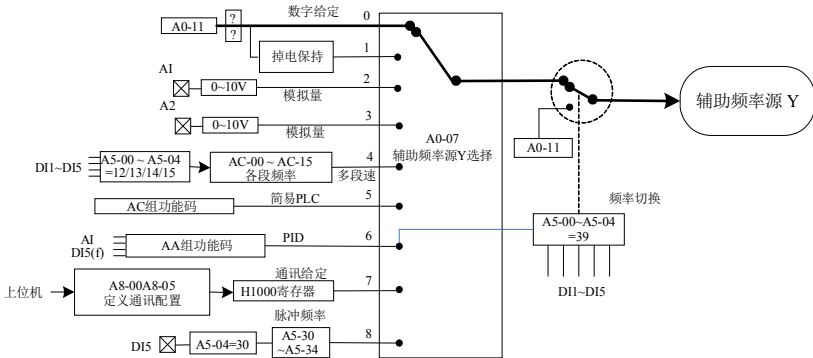 A0-11
?
?
数字给定
0
掉电保持
1
AI
0~10V
模拟量
2
A2
0~10V
模拟量
3
DI1~DI5
A5-00 ~ A5-04
=12/13/14/15
AC-00 ~ AC-15
各段频率
多段速
4
AC组功能码
简易PLC
5
AI
DI5(f)
AA组功能码
PID
6
上位机
A8-00A8-05
定义通讯配置
通讯给定
H1000寄存器
7
DI5
A5-04=30
脉冲频率
A5-30
~A5-34
8
A0-07
辅助频率源Y选择
A0-11
辅助频率源 Y
频率切换
A5-00~A5-04
=39
DI1~DI5